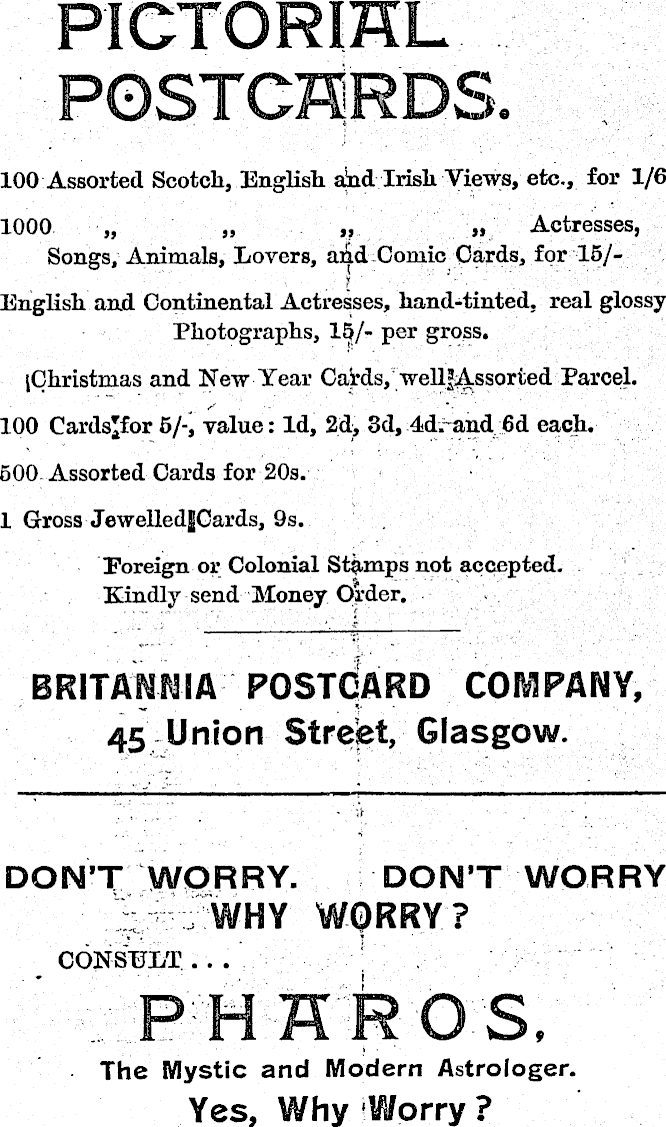 PICTORIAL
POSTCARDS.
100 Assorted Scotch, English and Irish Views, etc., for 1/6
1000 „ „ „ „ Actresses,
Songs, Animals, Lovers, and Comic Cards, for 15/-
English and Continental Actresses, hand-tinted, real glossy
Photographs, 15/- per gross.
Christmas and New Year Cards, well Assorted Parcel.
100 Cards for 5/-, value: 1d, 2d, 3d, 4d. and 6d each.
500 Assorted Cards for 20s.
1 Gross Jewelled Cards, 9s.
Foreign or Colonial Stamps not accepted.
Kindly send Money Order.
BRITANNIA POSTCARD COMPANY,
45 Union Street, Glasgow.
DON'T WORRY. DON'T WORRY
WHY WORRY?
CONSULT...
PHAROS,
The Mystic and Modern Astrologer.
Yes, Why Worry?